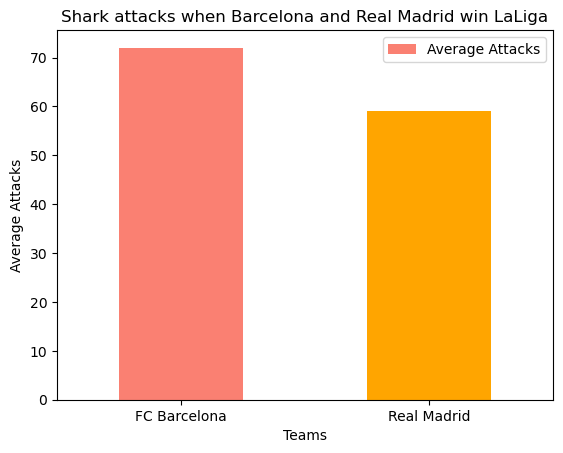 Shark attacks when Barcelona and Real Madrid win LaLiga
Average Attacks
70
60
50
40
30
20
10
0
Average Attacks
FC Barcelona
Real Madrid
Teams